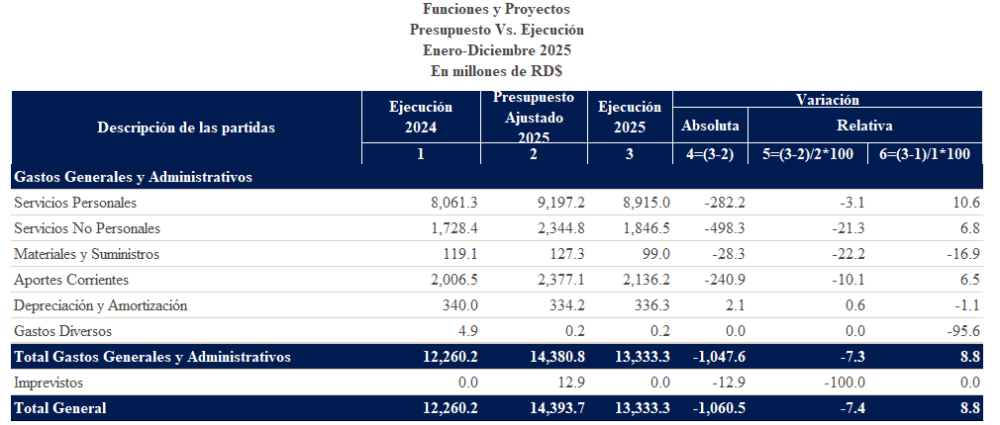 Funciones y Proyectos
Presupuesto Vs. Ejecución
Enero-Diciembre 2025
En millones de RD$
Descripción de las partidas Ejecución 2024 Presupuesto Ajustado 2025 Ejecución 2025 Variación
Absoluta Relativa
1 2 3 4=(3-2) 5=(3-2)/2*100 6=(3-1)/1*100
Gastos Generales y Administrativos
Servicios Personales 8,061.3 9,197.2 8,915.0 -282.2 -3.1 10.6
Servicios No Personales 1,728.4 2,344.8 1,846.5 -498.3 -21.3 6.8
Materiales y Suministros 119.1 127.3 99.0 -28.3 -22.2 -16.9
Aportes Corrientes 2,006.5 2,377.1 2,136.2 -240.9 -10.1 6.5
Depreciación y Amortización 340.0 334.2 336.3 2.1 0.6 -1.1
Gastos Diversos 4.9 0.2 0.2 0.0 0.0 -95.6
Total Gastos Generales y Administrativos 12,260.2 14,380.8 13,333.3 -1,047.6 -7.3 8.8
Imprevistos 0.0 12.9 0.0 -12.9 -100.0 0.0
Total General 12,260.2 14,393.7 13,333.3 -1,060.5 -7.4 8.8